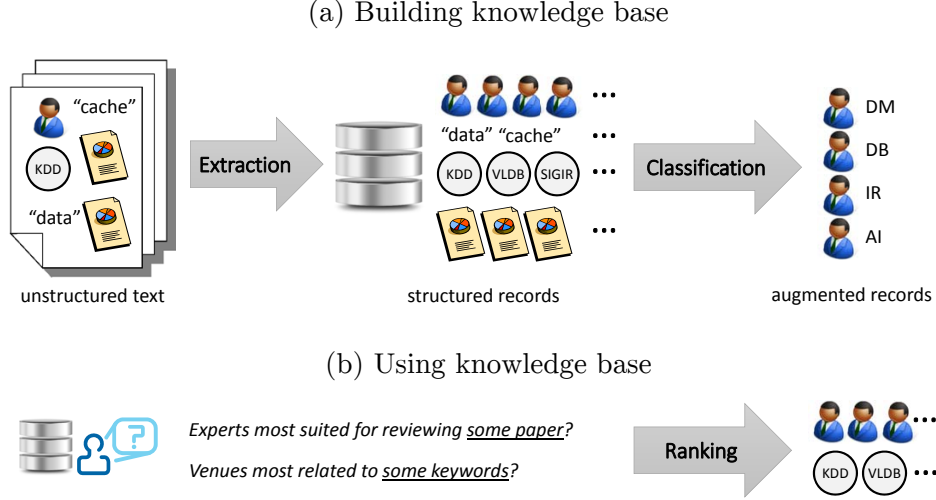 (a) Building knowledge base
“cache”
KDD
“data”
unstructured text
Extraction
...
“data” “cache” ...
KDD VLDB SIGIR ...
...
structured records
Classification
DM
DB
IR
AI
augmented records
(b) Using knowledge base
?
Experts most suited for reviewing some paper?
Venues most related to some keywords?
Ranking
...
KDD VLDB ...